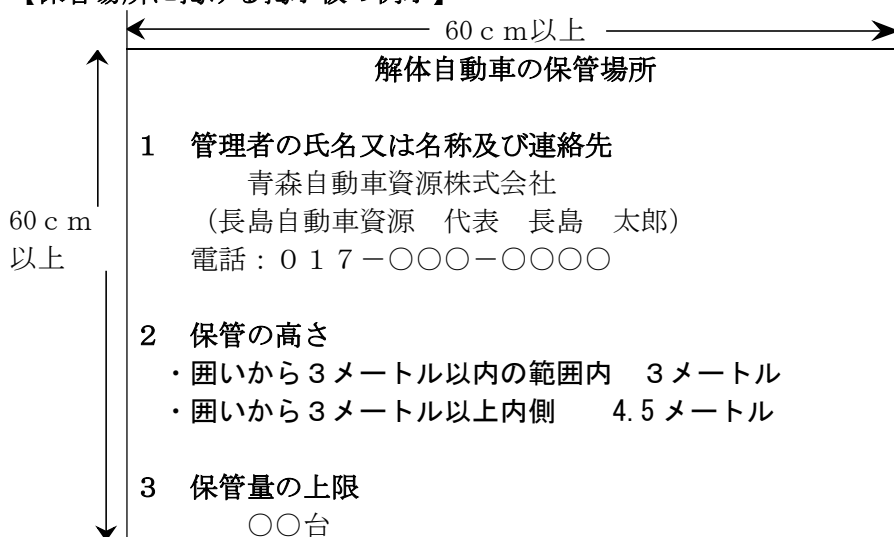 【保管場所に掲げる掲示板の例示】
60ｃｍ以上
解体自動車の保管場所
１　管理者の氏名又は名称及び連絡先
青森自動車資源株式会社
（長島自動車資源　代表　長島　太郎）
電話：０１７－○○○－○○○○
60ｃｍ
以上
２　保管の高さ
・囲いから３メートル以内の範囲内　３メートル
・囲いから３メートル以上内側　　4.5メートル
３　保管量の上限
○○台